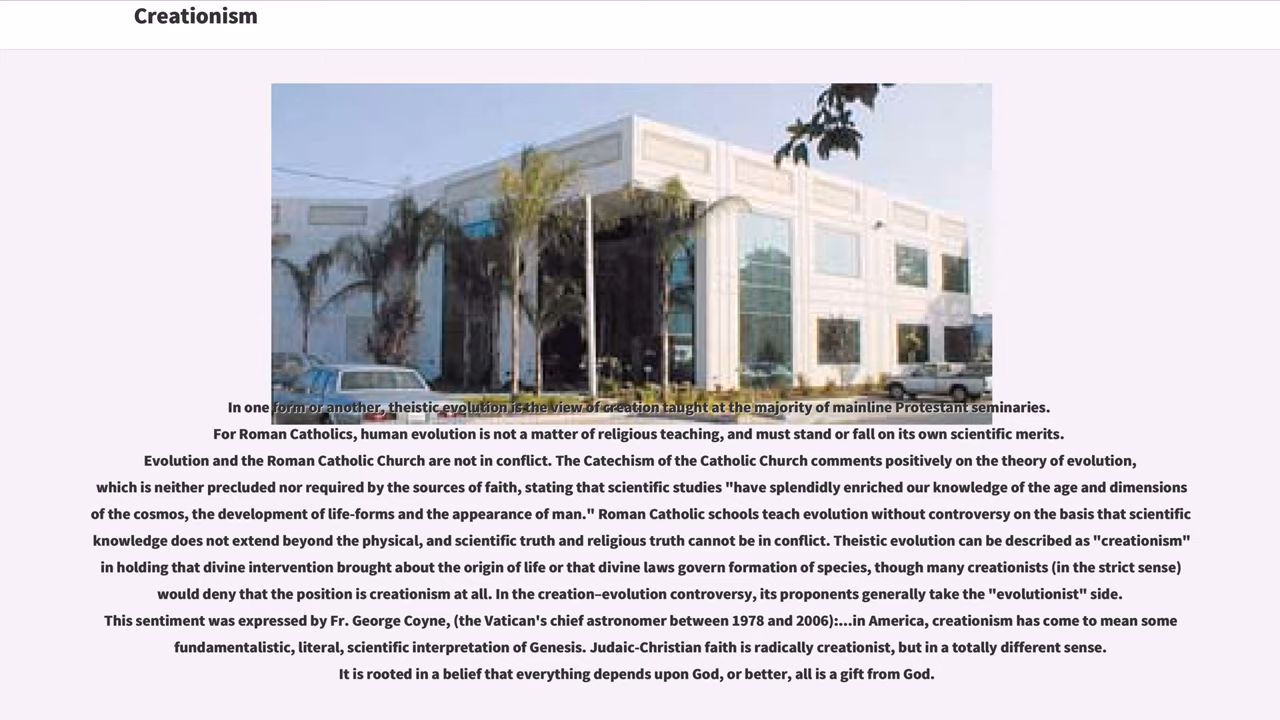 Creationism
In one form or another, theistic evolution is the view of creation taught at the majority of mainline Protestant seminaries.
For Roman Catholics, human evolution is not a matter of religious teaching, and must stand or fall on its own scientific merits.
Evolution and the Roman Catholic Church are not in conflict. The Catechism of the Catholic Church comments positively on the theory of evolution,
which is neither precluded nor required by the sources of faith, stating that scientific studies "have splendidly enriched our knowledge of the age and dimensions
of the cosmos, the development of life-forms and the appearance of man." Roman Catholic schools teach evolution without controversy on the basis that scientific
knowledge does not extend beyond the physical, and scientific truth and religious truth cannot be in conflict. Theistic evolution can be described as "creationism"
in holding that divine intervention brought about the origin of life or that divine laws govern formation of species, though many creationists (in the strict sense)
would deny that the position is creationism at all. In the creation–evolution controversy, its proponents generally take the "evolutionist" side.
This sentiment was expressed by Fr. George Coyne, (the Vatican's chief astronomer between 1978 and 2006):...in America, creationism has come to mean some
fundamentalistic, literal, scientific interpretation of Genesis. Judaic-Christian faith is radically creationist, but in a totally different sense.
It is rooted in a belief that everything depends upon God, or better, all is a gift from God.